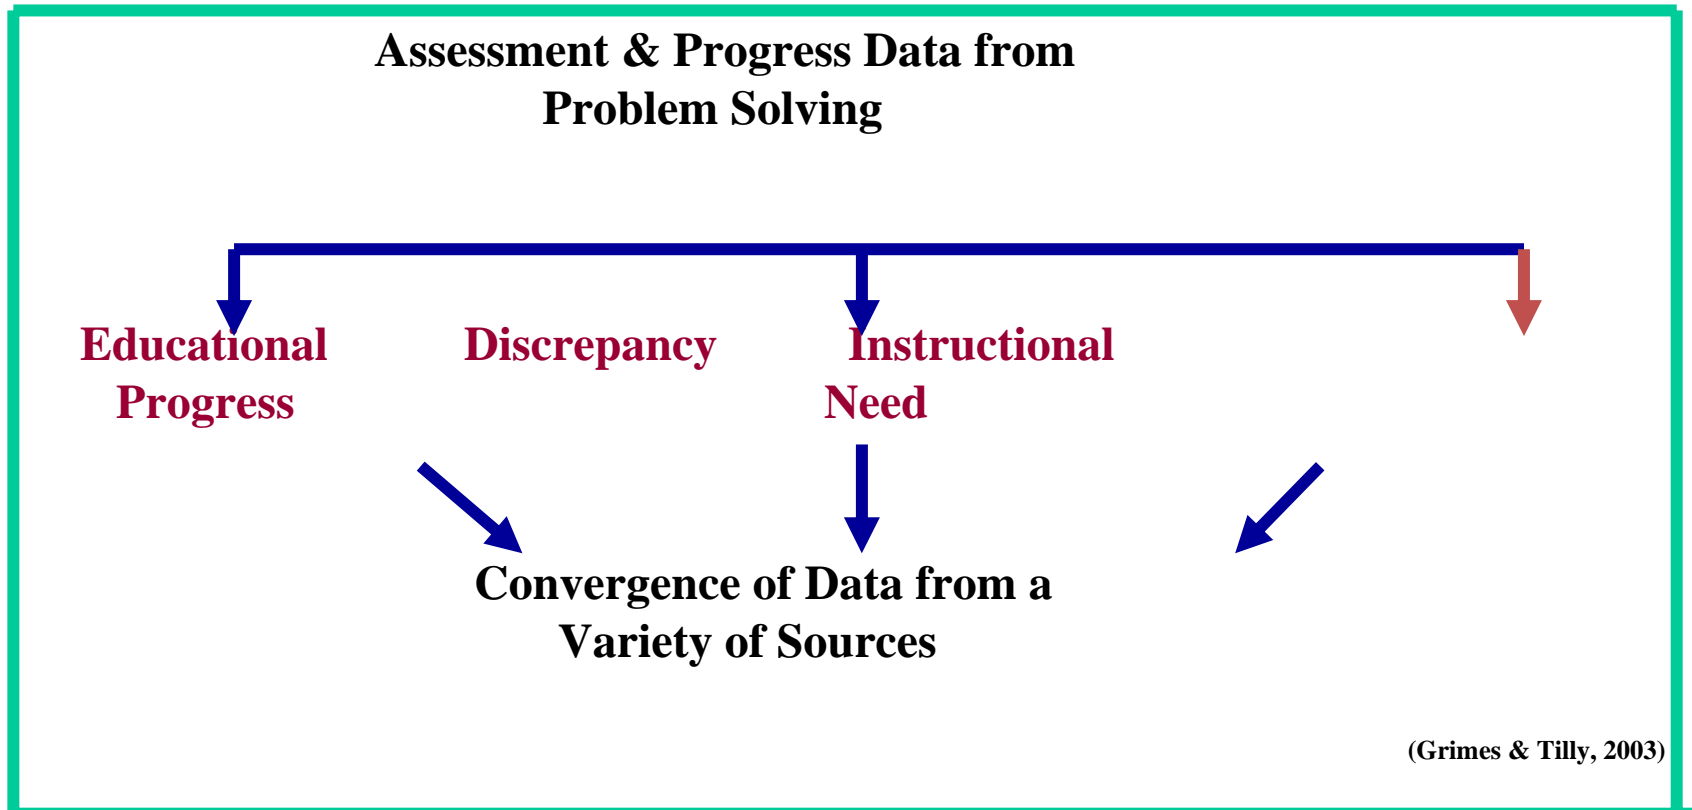 Assessment & Progress Data from
Problem Solving
Educational Discrepancy Instructional
Progress Need
Convergence of Data from a
Variety of Sources
(Grimes & Tilly, 2003)